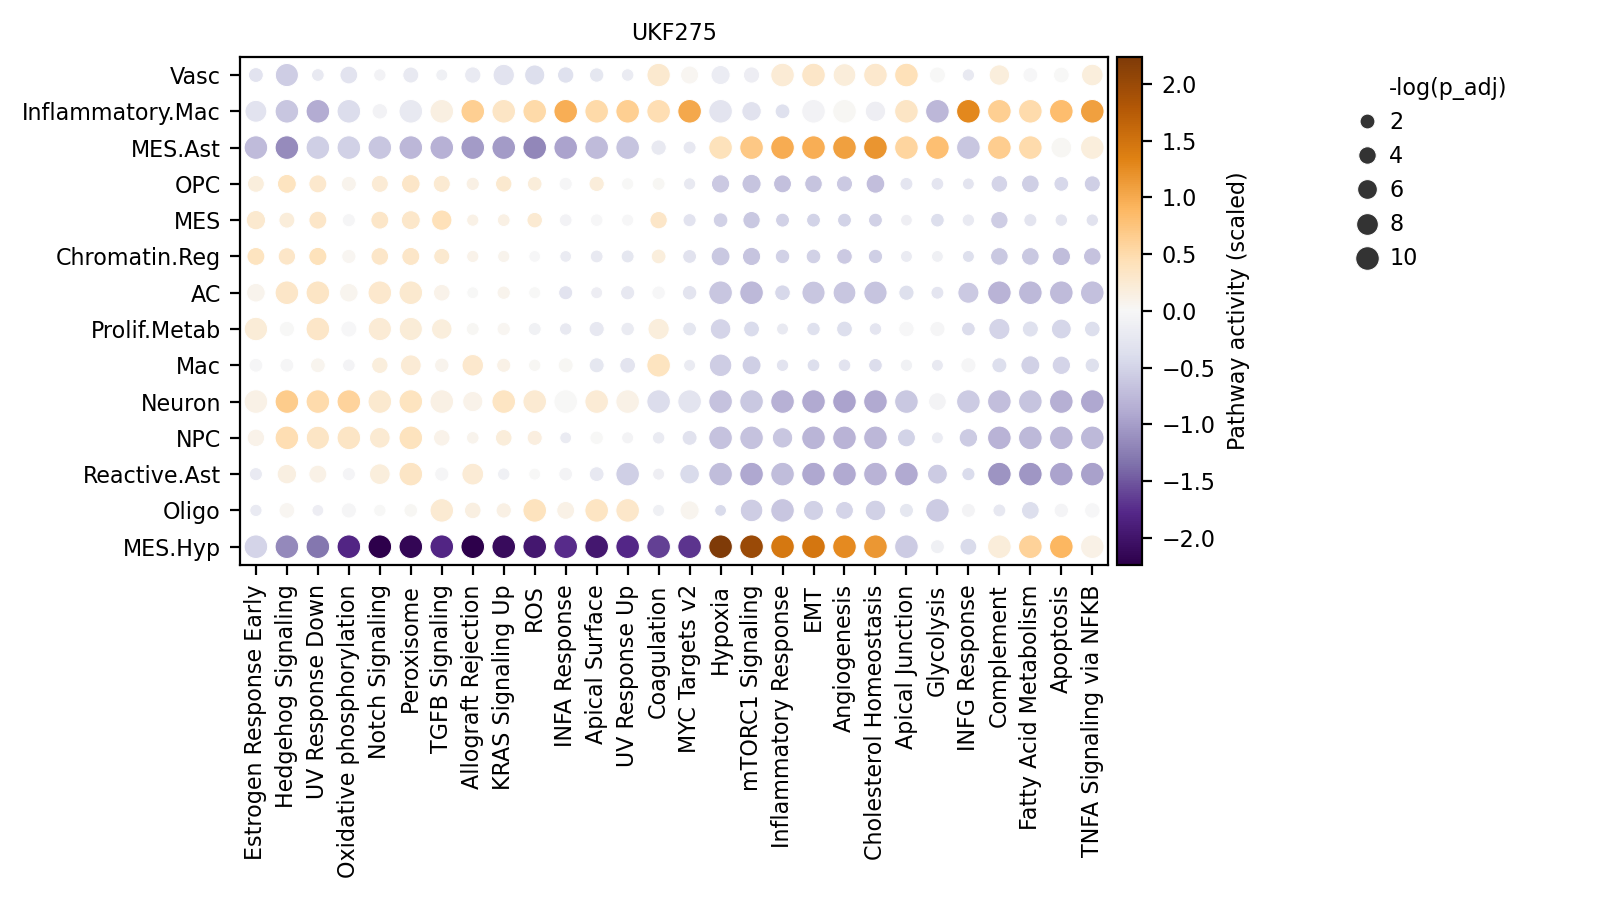 UKF275
Vasc
Inflammatory.Mac
MES.Ast
OPC
MES
Chromatin.Reg
AC
Prolif.Metab
Mac
Neuron
NPC
Reactive.Ast
Oligo
MES.Hyp
Estrogen Response Early
Hedgehog Signaling
UV Response Down
Oxidative phosphorylation
Notch Signaling
Peroxisome
TGFB Signaling
Allograft Rejection
KRAS Signaling Up
ROS
INFA Response
Apical Surface
UV Response Up
Coagulation
MYC Targets v2
Hypoxia
mTORC1 Signaling
Inflammatory Response
EMT
Angiogenesis
Cholesterol Homeostasis
Apical Junction
Glycolysis
INFG Response
Complement
Fatty Acid Metabolism
Apoptosis
TNFA Signaling via NFKB
2.0
1.5
1.0
0.5
0.0
−0.5
−1.0
−1.5
−2.0
Pathway activity (scaled)
-log(p_adj)
2
4
6
8
10